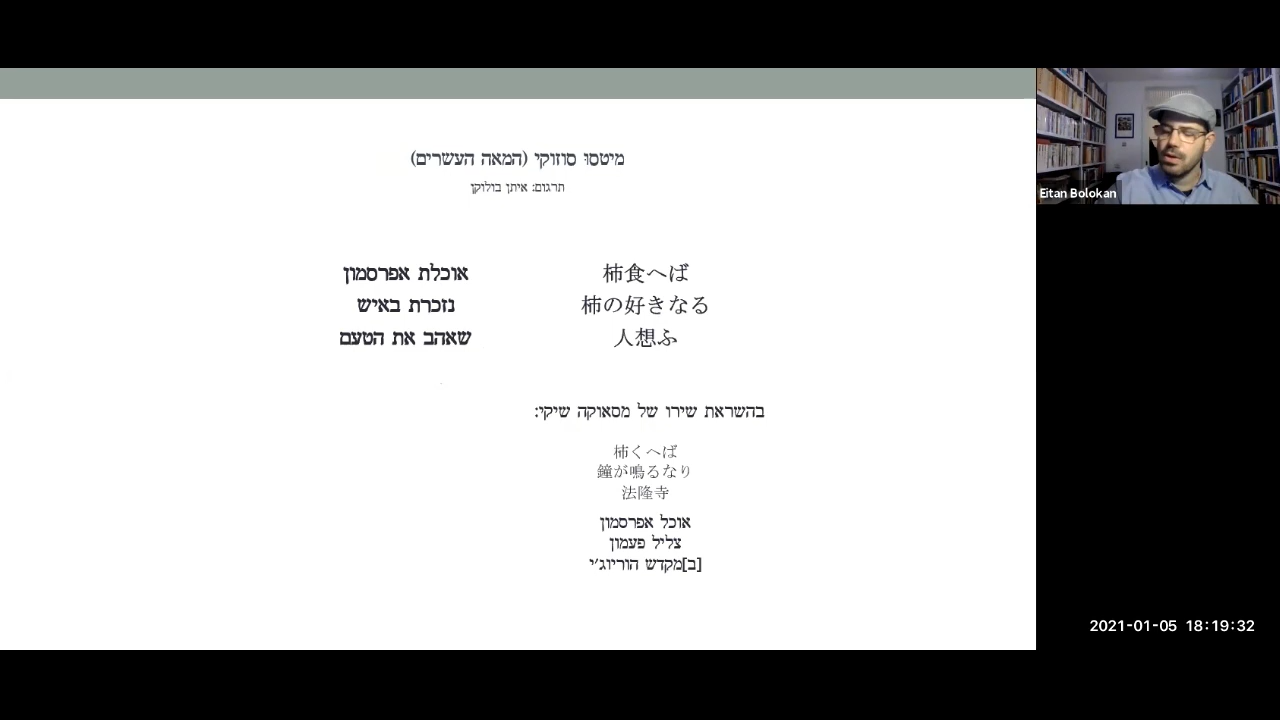 מיטסו סוזוקי (המאה העשרים)
תרגום: איתן בולוקן
柿食へば
柿の好きなる
人想ふ
אוכלת אפרסמון
נזכרת באיש
שאהב את הטעם
בהשראת שירו של מסאוקה שיקי:
柿くへば
鐘が鳴るなり
法隆寺
אוכל אפרסמון
צליל פעמון
[ב]מקדש הוריוג׳י
Eitan Bolokan
2021-01-05 18:19:32